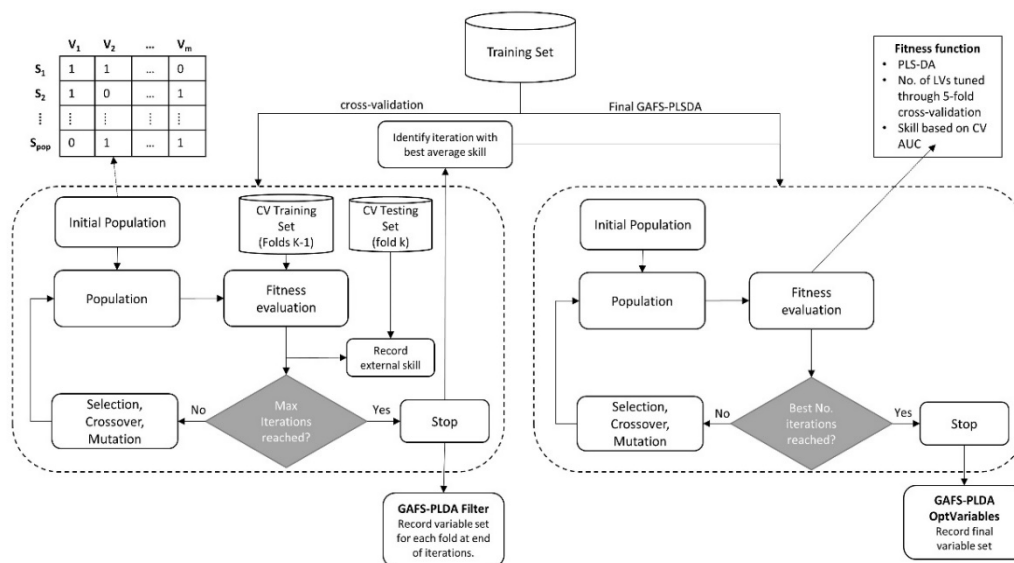 V1 V2 ... Vm
S1 1 1 ... 0
S2 1 0 ... 1
⋮ ⋮ ⋮ ⋮
Spop 0 1 ... 1
Training Set
cross-validation
Final GAFS-PLSDA
Identify iteration with
best average skill
Fitness function
• PLS-DA
• No. of LVs tuned
through 5-fold
cross-validation
• Skill based on CV
AUC
Initial Population
CV Training
Set
(Folds K-1)
CV Testing
Set
(fold k)
Population
Fitness
evaluation
Record
external skill
Selection,
Crossover,
Mutation
No
Max
Iterations
reached?
Yes
Stop
GAFS-PLDA Filter
Record variable set
for each fold at end
of iterations.
Initial Population
Population
Fitness
evaluation
Selection,
Crossover,
Mutation
No
Best No.
iterations
reached?
Yes
Stop
GAFS-PLDA
OptVariables
Record final
variable set